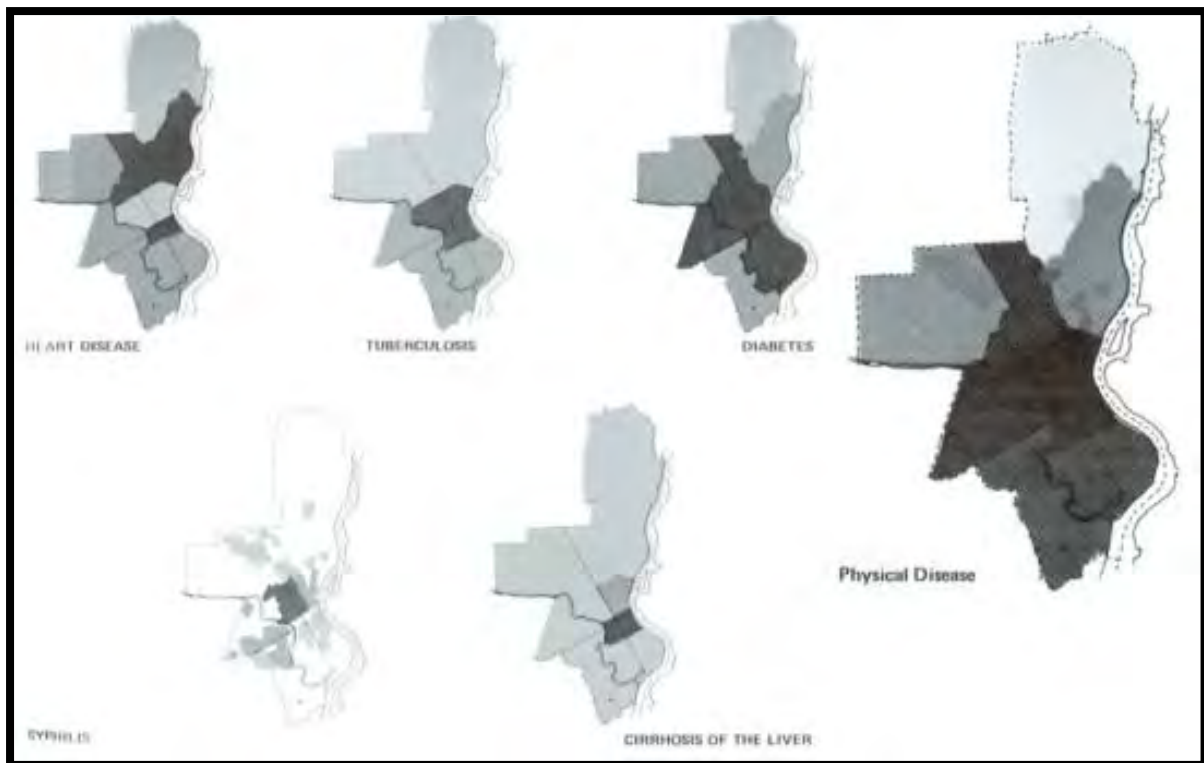 HEART DISEASE
TUBERCULOSIS
DIABETES
Physical Disease
SYPHILIS
CIRRHOSIS OF THE LIVER